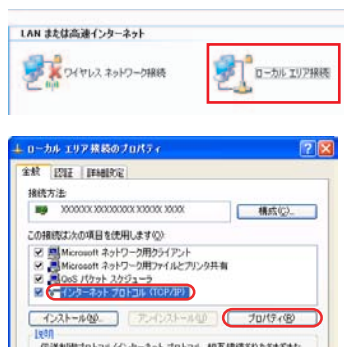 LAN または高速インターネット
ワイヤレス ネットワーク接続
ローカル エリア接続
ローカル エリア接続のプロパティ
全般 認証 詳細設定
接続方法:
XXXXXX XXXXXXXX XXXXX XXXX
構成(C)...
この接続は次の項目を使用します(O):
Microsoft ネットワーク用クライアント
Microsoft ネットワーク用ファイルとプリンタ共有
QoS パケット スケジューラ
インターネット プロトコル (TCP/IP)
インストール(N)... アンインストール(U) プロパティ(R)
説明